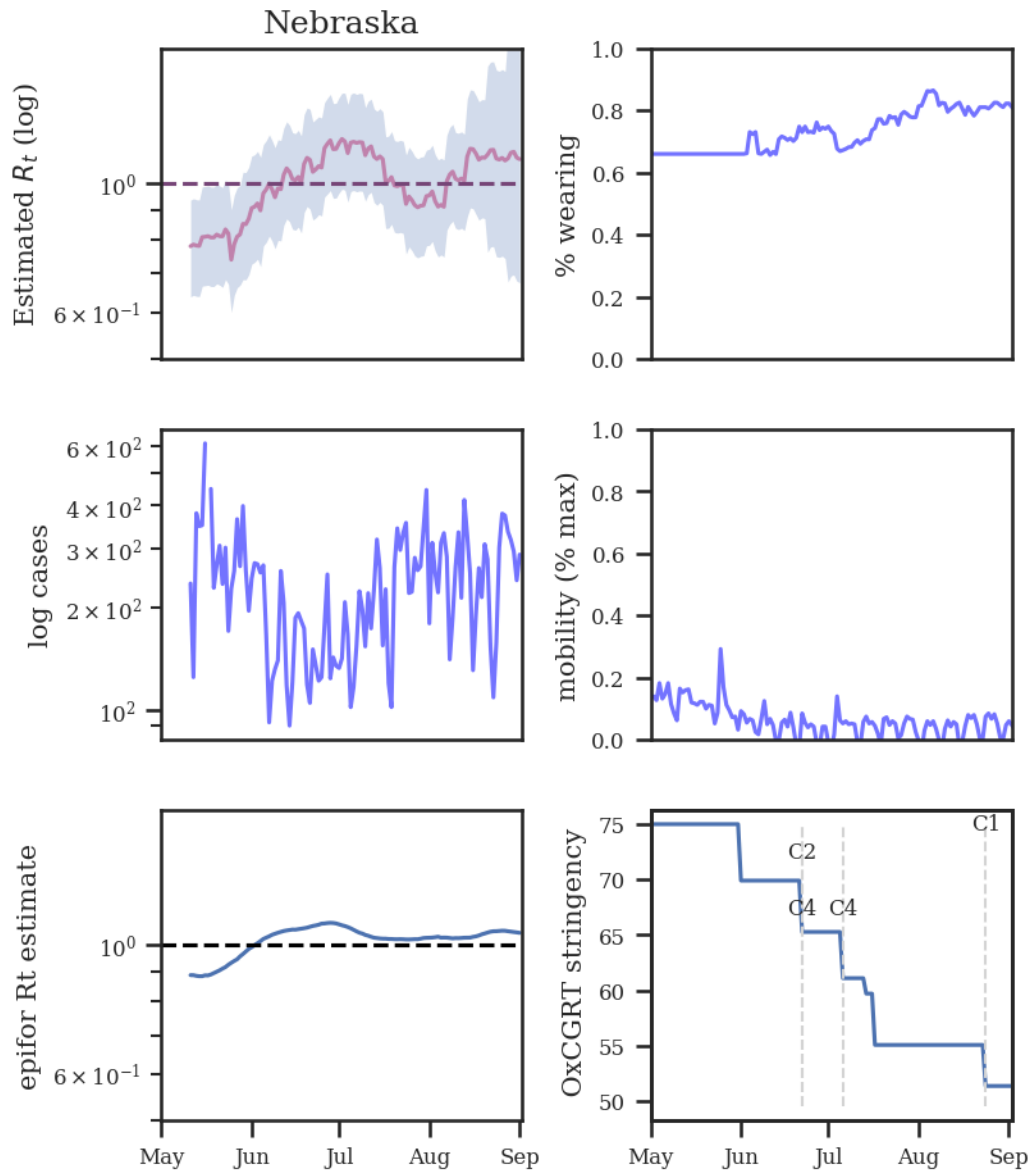 Nebraska
Estimated R_t (log)
10^0
6 × 10^-1
% wearing
1.0
0.8
0.6
0.4
0.2
0.0
log cases
6 × 10^2
4 × 10^2
3 × 10^2
2 × 10^2
10^2
mobility (% max)
1.0
0.8
0.6
0.4
0.2
0.0
epifor Rt estimate
10^0
6 × 10^-1
May Jun Jul Aug Sep
OxCGRT stringency
75
70
65
60
55
50
C1
C2
C4 C4
May Jun Jul Aug Sep